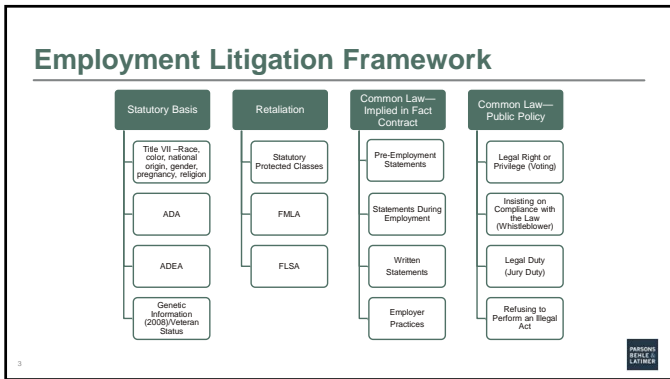 Employment Litigation Framework
Statutory Basis
Title VII –Race,
color, national
origin, gender,
pregnancy, religion
ADA
ADEA
Genetic
Information
(2008)/Veteran
Status
Retaliation
Statutory
Protected Classes
FMLA
FLSA
Common Law—
Implied in Fact
Contract
Pre-Employment
Statements
Statements During
Employment
Written
Statements
Employer
Practices
Common Law—
Public Policy
Legal Right or
Privilege (Voting)
Insisting on
Compliance with
the Law
(Whistleblower)
Legal Duty
(Jury Duty)
Refusing to
Perform an Illegal
Act
3
PARSONS
BEHLE &
LATIMER